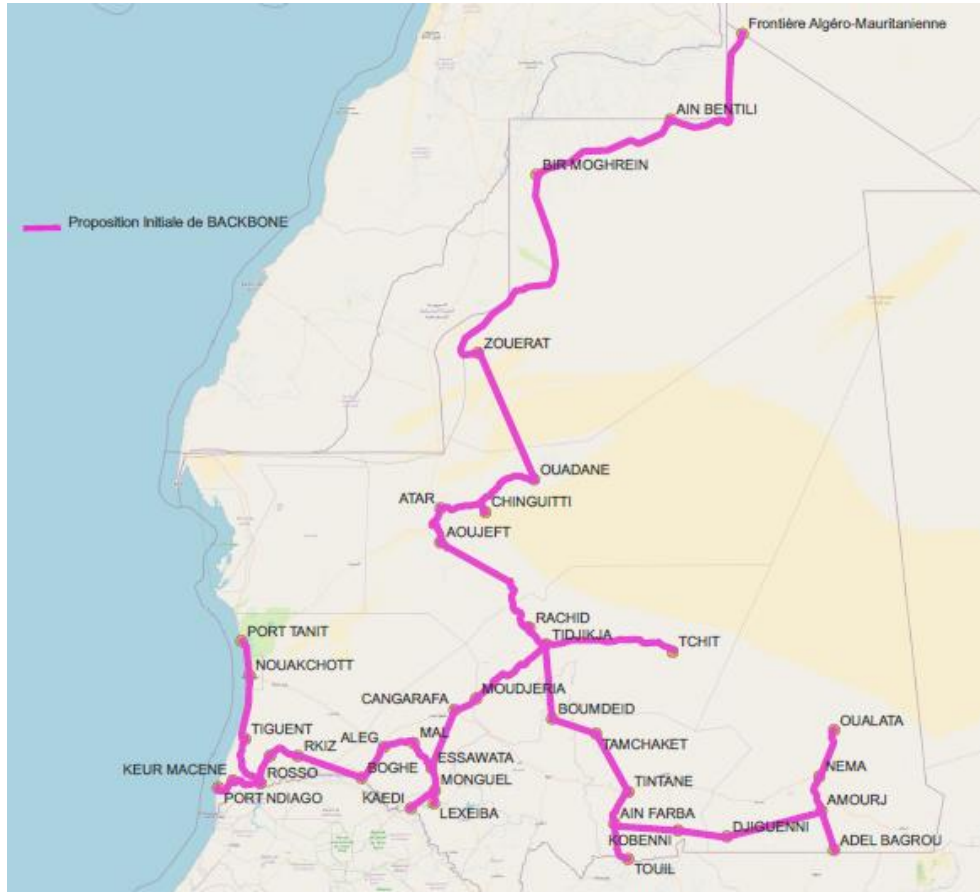 Frontière Algéro-Mauritanienne
AIN BENTILI
BIR MOGHREIN
Proposition Initiale de BACKBONE
ZOUERAT
OUADANE
ATAR
CHINGUITTI
AOUJEFT
RACHID
PORT TANIT
TIDJIKJA
TCHIT
NOUAKCHOTT
CANGARAFA
MOUDJERIA
BOUMDEID
TIGUENT
ALEG
MAL
OUALATA
RKIZ
TAMCHAKET
ESSAWATA
KEUR MACENE
ROSSO
BOGHE
MONGUEL
NEMA
PORT NDIAGO
KAEDI
TINTANE
LEXEIBA
AIN FARBA
AMOURJ
KOBENNI
DJIGUENNI
ADEL BAGROU
TOUIL